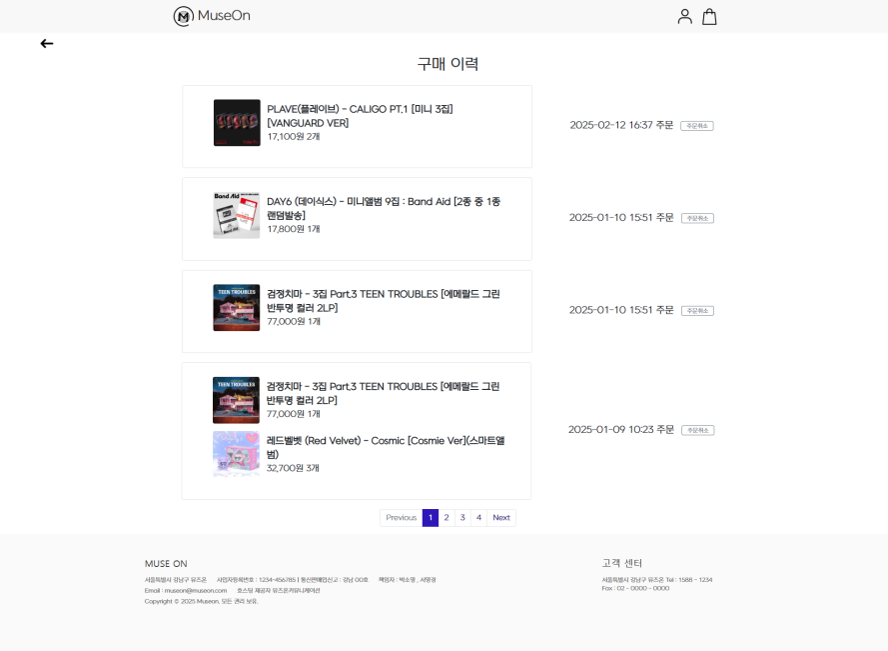 MuseOn
구매 이력
PLAVE(플레이브) - CALIGO PT.1 [미니 3집]
[VANGUARD VER]
17,100원 2개
2025-02-12 16:37 주문 주문취소
Band Aid
DAY6 (데이식스) - 미니앨범 9집 : Band Aid [2종 중 1종
랜덤발송]
17,800원 1개
2025-01-10 15:51 주문 주문취소
TEEN TROUBLES
검정치마 - 3집 Part.3 TEEN TROUBLES [에메랄드 그린
반투명 컬러 2LP]
77,000원 1개
2025-01-10 15:51 주문 주문취소
TEEN TROUBLES
검정치마 - 3집 Part.3 TEEN TROUBLES [에메랄드 그린
반투명 컬러 2LP]
77,000원 1개
레드벨벳 (Red Velvet) - Cosmic [Cosmie Ver](스마트앨
범)
32,700원 3개
2025-01-09 10:23 주문 주문취소
Previous 1 2 3 4 Next
MUSE ON
서울특별시 강남구 뮤즈온 사업자등록번호 : 1234-456785 | 통신판매업신고 : 강남 00호 책임자 : 박소영 , 서명경
Email : museon@museon.com 호스팅 제공자 뮤즈온커뮤니케이션
Copyright © 2025 Museon. 모든 권리 보유.
고객 센터
서울특별시 강남구 뮤즈온 Tel : 1588 - 1234
Fax : 02 - 0000 - 0000